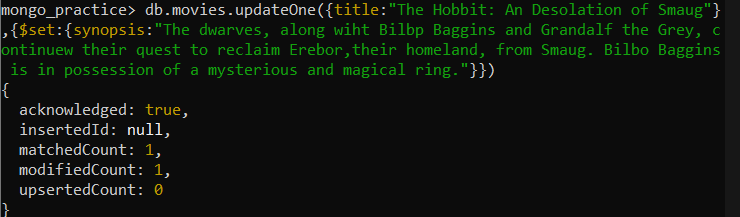 mongo_practice> db.movies.updateOne({title:"The Hobbit: An Desolation of Smaug"}
,{$set:{synopsis:"The dwarves, along wiht Bilbp Baggins and Grandalf the Grey, c
ontinuew their quest to reclaim Erebor,their homeland, from Smaug. Bilbo Baggins
 is in possession of a mysterious and magical ring."}})
{
  acknowledged: true,
  insertedId: null,
  matchedCount: 1,
  modifiedCount: 1,
  upsertedCount: 0
}